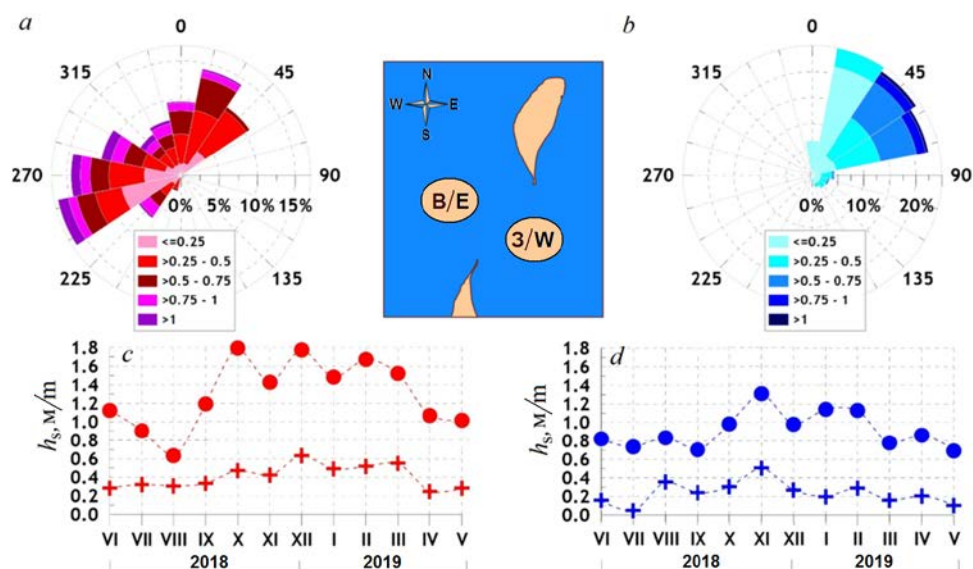 a
0
b
0
315
45
315
45
N
W E
S
270
90
270
90
B/E
3/W
0% 5% 10% 15%
0% 10% 20%
<=0.25
>0.25 - 0.5
>0.5 - 0.75
>0.75 - 1
>1
225
135
<=0.25
>0.25 - 0.5
>0.5 - 0.75
>0.75 - 1
>1
225
135
c
hs, м/m
1.8
1.6
1.4
1.2
1.0
0.8
0.6
0.4
0.2
0.0
VI VII VIII IX X XI XII I II III IV V
2018 2019
d
hs, м/m
1.8
1.6
1.4
1.2
1.0
0.8
0.6
0.4
0.2
0.0
VI VII VIII IX X XI XII I II III IV V
2018 2019